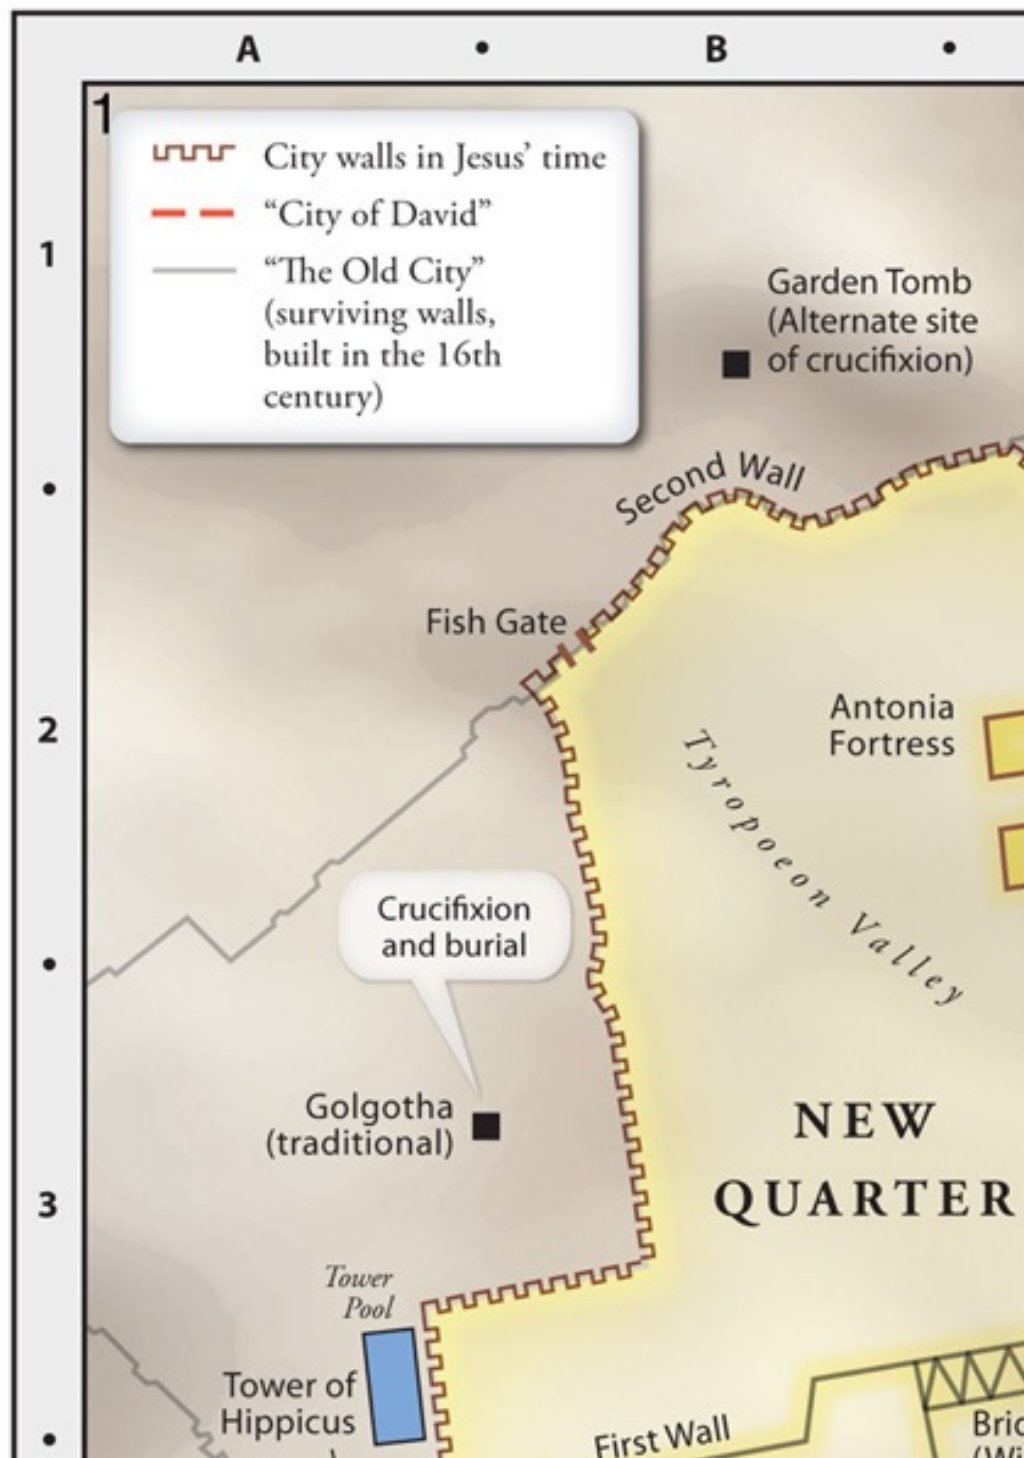 A • B •
1
City walls in Jesus' time
"City of David"
"The Old City"
(surviving walls,
built in the 16th
century)
1
Garden Tomb
(Alternate site
of crucifixion)
•
Second Wall
Fish Gate
2
Antonia
Fortress
Tyropoeon Valley
Crucifixion
and burial
•
Golgotha
(traditional)
NEW
QUARTER
3
Tower
Pool
Tower of
Hippicus
First Wall
•